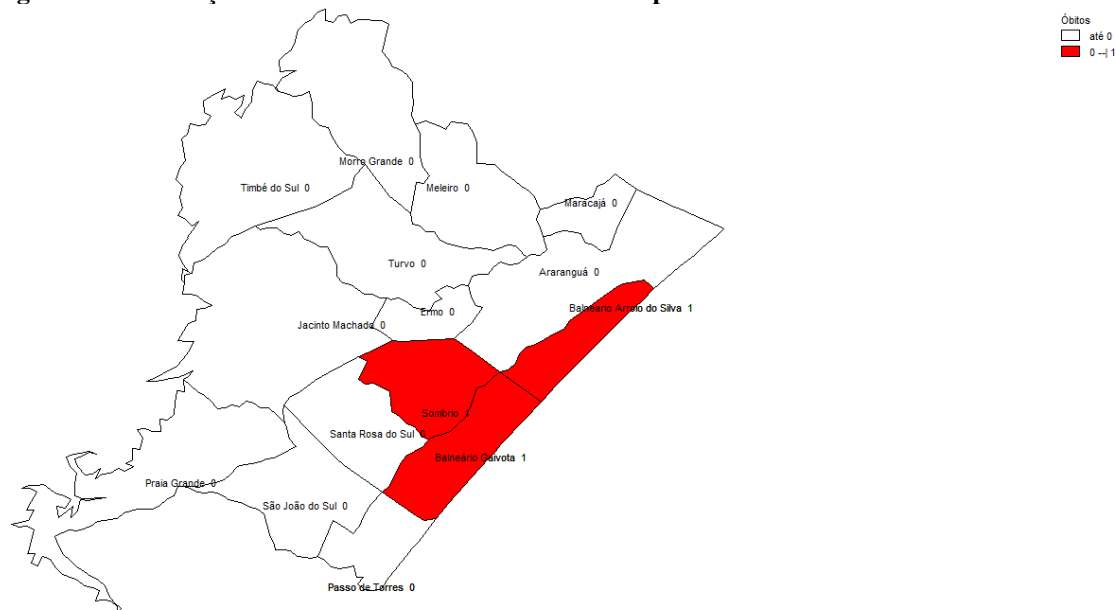 Óbitos
até 0
0 --| 1
Morro Grande 0
Timbé do Sul 0
Meleiro 0
Maracajá 0
Turvo 0
Araranguá 0
Ermo 0
Balneário Arroio do Silva 1
Jacinto Machado 0
Sombrio 1
Santa Rosa do Sul 0
Balneário Gaivota 1
Praia Grande 0
São João do Sul 0
Passo de Torres 0